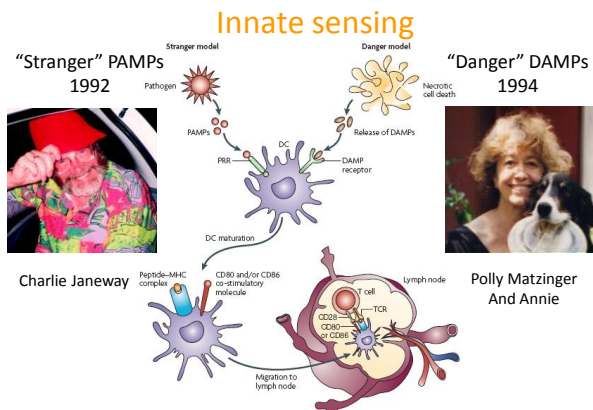 Innate sensing
"Stranger" PAMPs
1992
Stranger model
Danger model
"Danger" DAMPs
1994
Pathogen
Necrotic
cell death
PAMPs
DC
Release of DAMPs
PRR
DAMP
receptor
DC maturation
Charlie Janeway
Peptide–MHC
complex
CD80 and/or CD86
co-stimulatory
molecule
Lymph node
T cell
TCR
CD28
CD80
or CD86
Polly Matzinger
And Annie
Migration to
lymph node